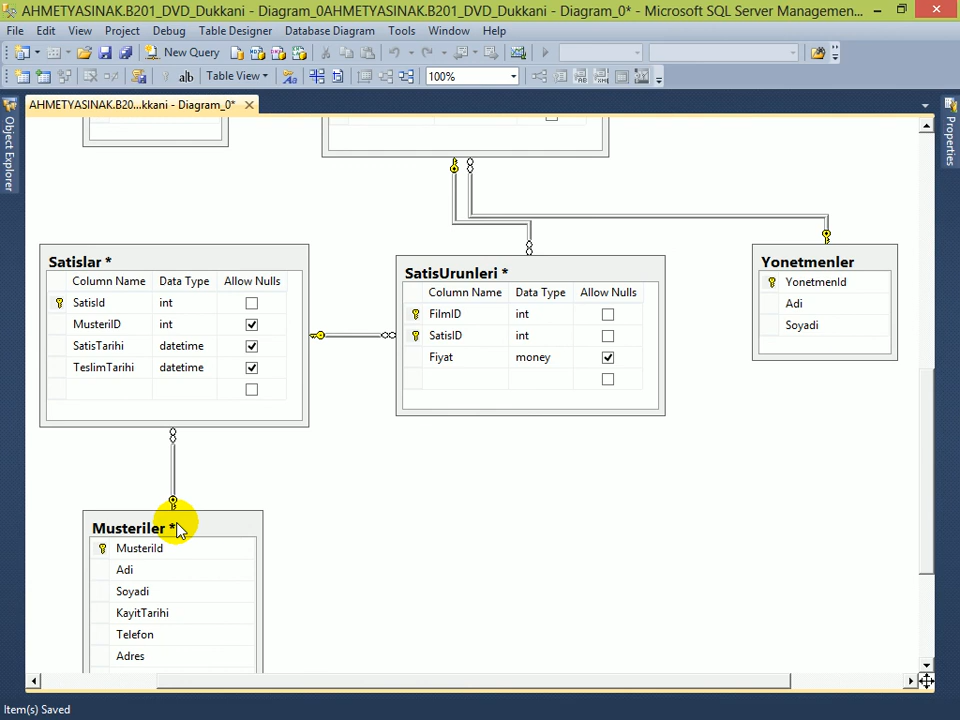 AHMETYASINAK.B201_DVD_Dukkani - Diagram_0AHMETYASINAK.B201_DVD_Dukkani - Diagram_0* - Microsoft SQL Server Managemen...
File Edit View Project Debug Table Designer Database Diagram Tools Window Help
New Query
ab Table View 100%
AHMETYASINAK.B20...kkani - Diagram_0*
Object Explorer
Properties
Satislar *
Column Name Data Type Allow Nulls
SatisId int
MusteriID int
SatisTarihi datetime
TeslimTarihi datetime
SatisUrunleri *
Column Name Data Type Allow Nulls
FilmID int
SatisID int
Fiyat money
Yonetmenler
YonetmenId
Adi
Soyadi
Musteriler *
MusteriId
Adi
Soyadi
KayitTarihi
Telefon
Adres
Item(s) Saved